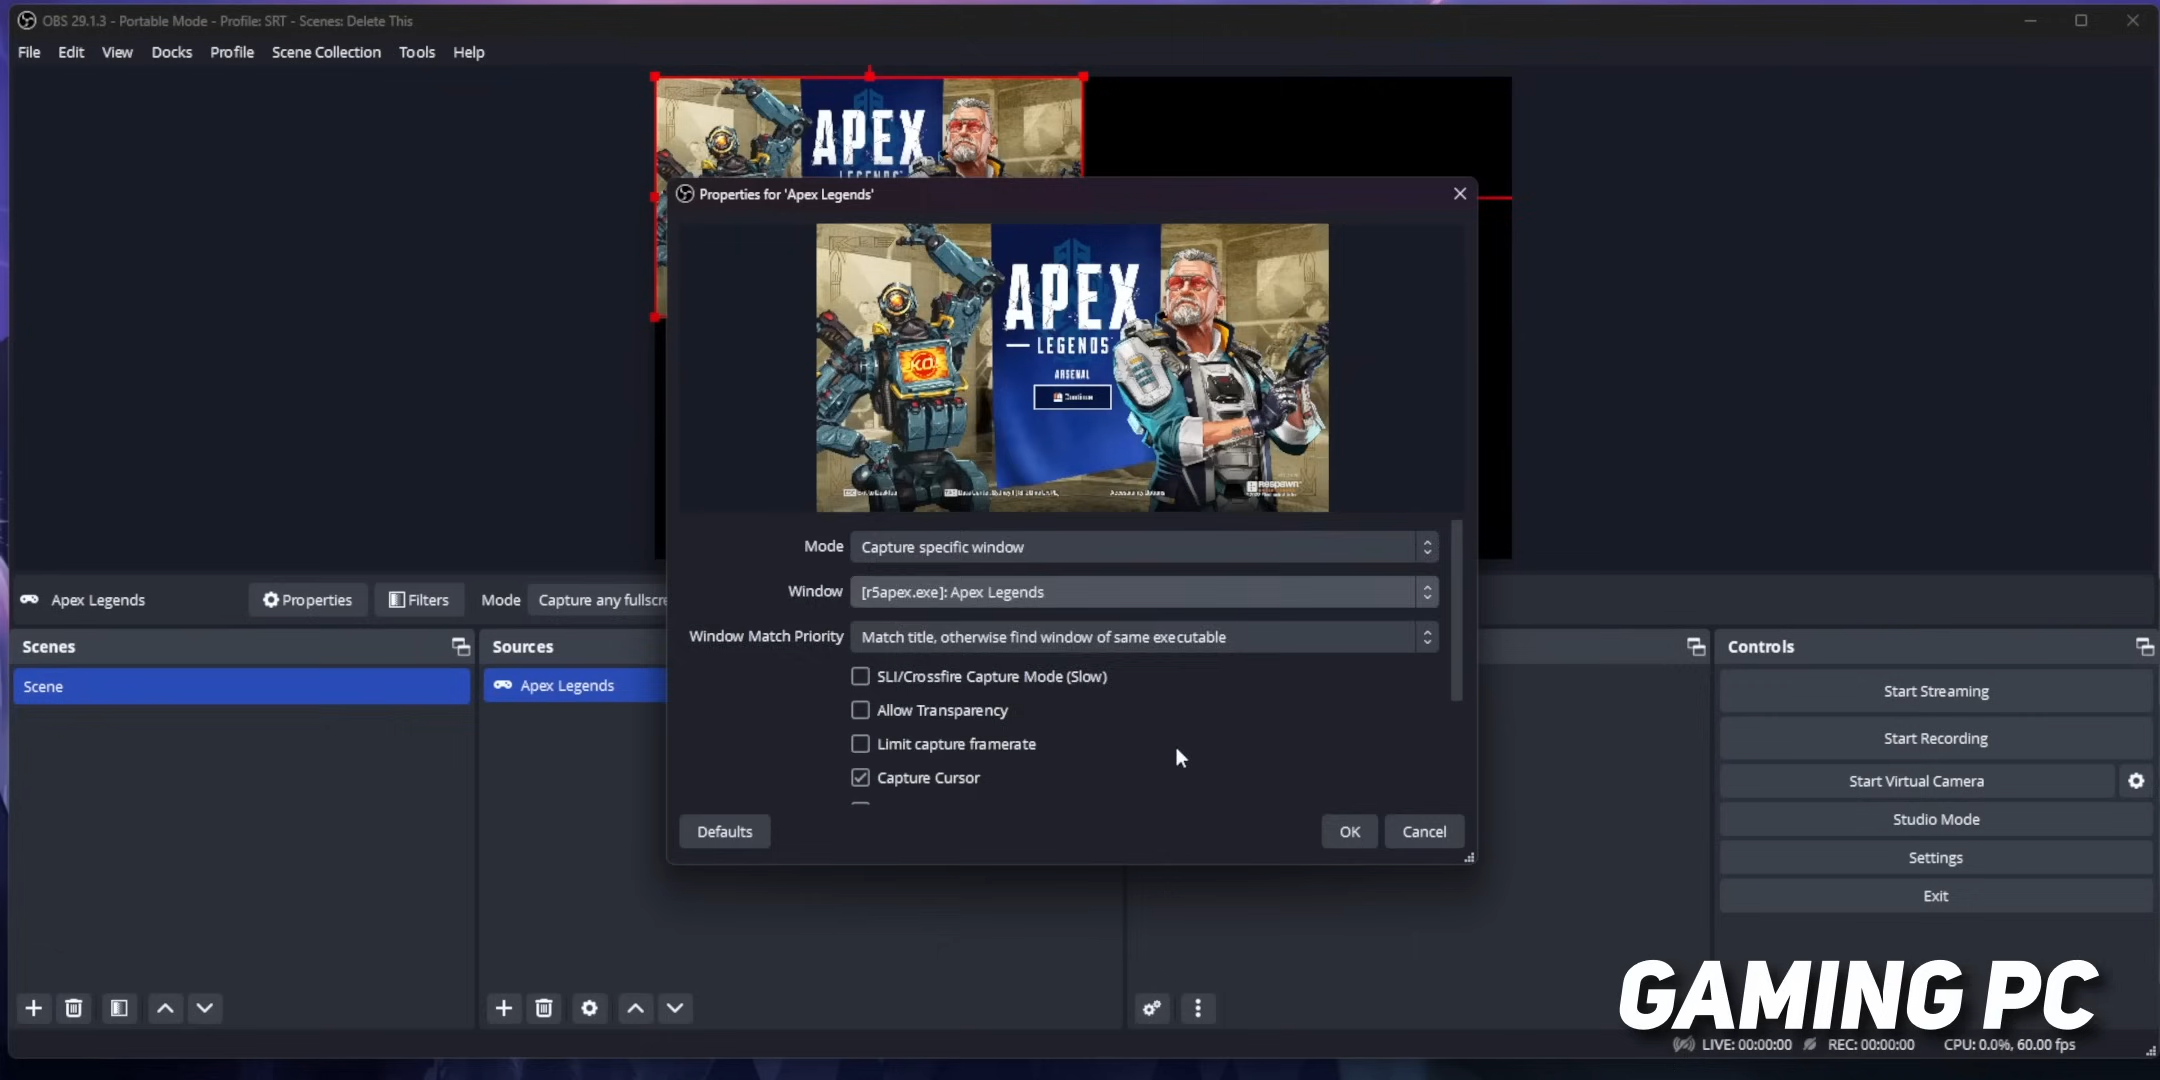 OBS 29.1.3 - Portable Mode - Profile: SRT - Scenes: Delete This
File Edit View Docks Profile Scene Collection Tools Help
APEX
LEGENDS
Properties for 'Apex Legends'
APEX
LEGENDS
ARSENAL
Continue
Accessibility Options
Respawn
Mode Capture specific window
Window [r5apex.exe]: Apex Legends
Window Match Priority Match title, otherwise find window of same executable
SLI/Crossfire Capture Mode (Slow)
Allow Transparency
Limit capture framerate
Capture Cursor
Defaults OK Cancel
Apex Legends Properties Filters Mode Capture any fullscre
Scenes
Scene
Sources
Apex Legends
Controls
Start Streaming
Start Recording
Start Virtual Camera
Studio Mode
Settings
Exit
GAMING PC
LIVE: 00:00:00 REC: 00:00:00 CPU: 0.0%, 60.00 fps